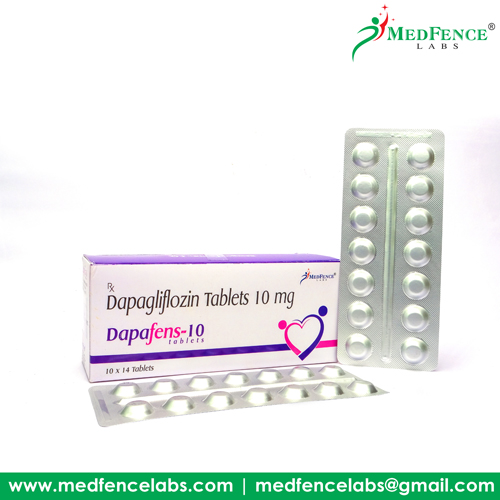 MEDFENCE®
LABS
MEDFENCE®
LABS
Rx
Dapagliflozin Tablets 10 mg
Dapafens-10
tablets
10 x 14 Tablets
www.medfencelabs.com | medfencelabs@gmail.com